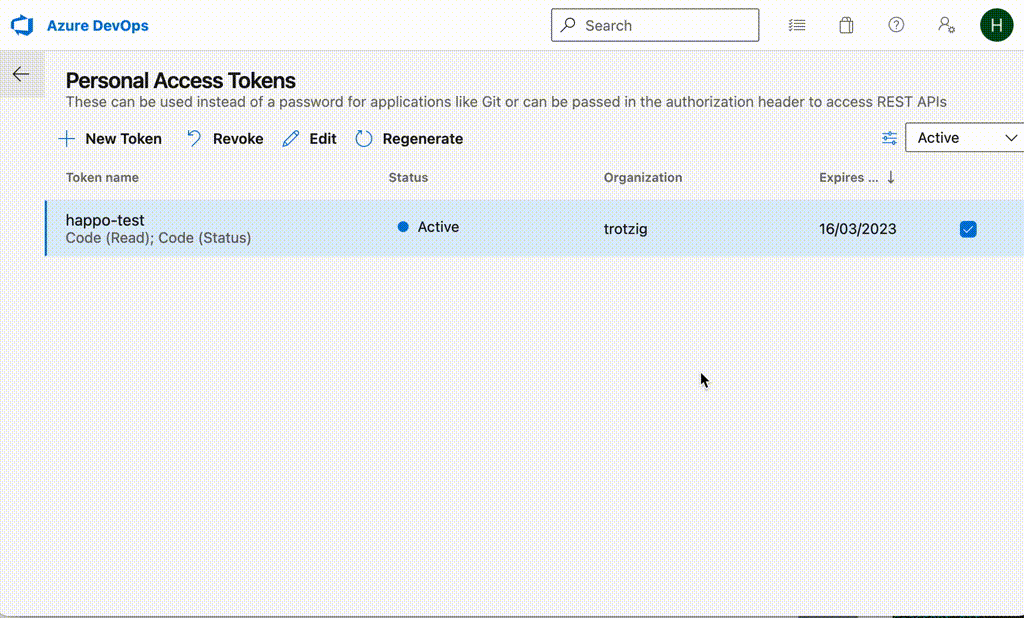 Azure DevOps
Search
H
Personal Access Tokens
These can be used instead of a password for applications like Git or can be passed in the authorization header to access REST APIs
New Token Revoke Edit Regenerate Active
Token name Status Organization Expires ...
happo-test Active trotzig 16/03/2023
Code (Read); Code (Status)